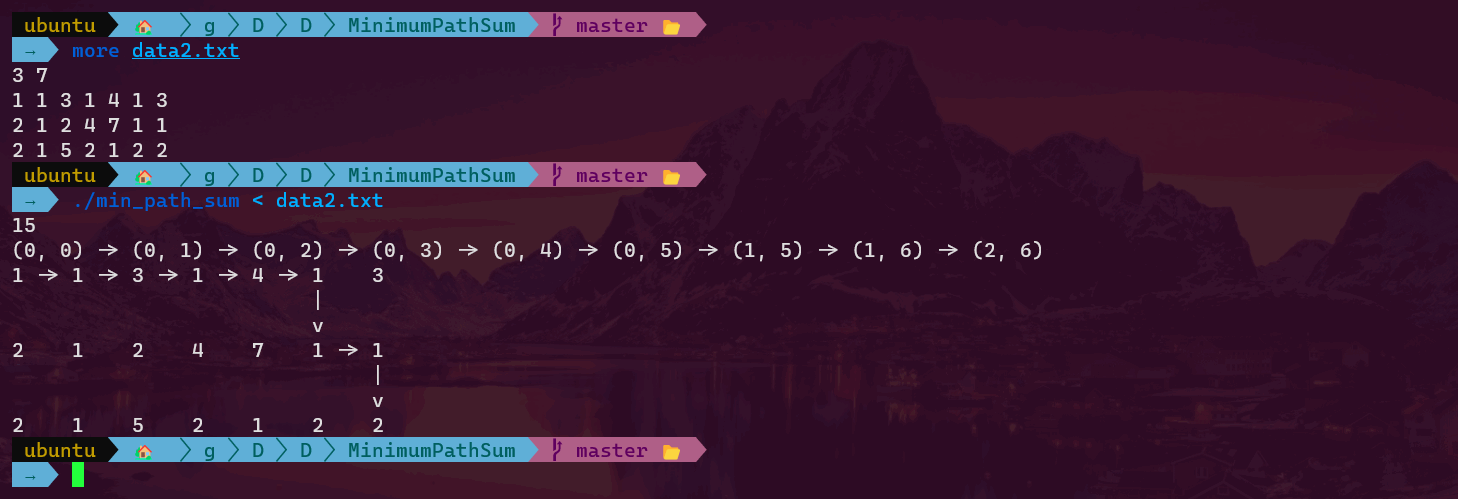 ubuntu g D D MinimumPathSum master
→ more data2.txt
3 7
1 1 3 1 4 1 3
2 1 2 4 7 1 1
2 1 5 2 1 2 2
ubuntu g D D MinimumPathSum master
→ ./min_path_sum < data2.txt
15
(0, 0) -> (0, 1) -> (0, 2) -> (0, 3) -> (0, 4) -> (0, 5) -> (1, 5) -> (1, 6) -> (2, 6)
1 -> 1 -> 3 -> 1 -> 4 -> 1    3
                         |
                         v
2    1    2    4    7    1 -> 1
                              |
                              v
2    1    5    2    1    2    2
ubuntu g D D MinimumPathSum master
→